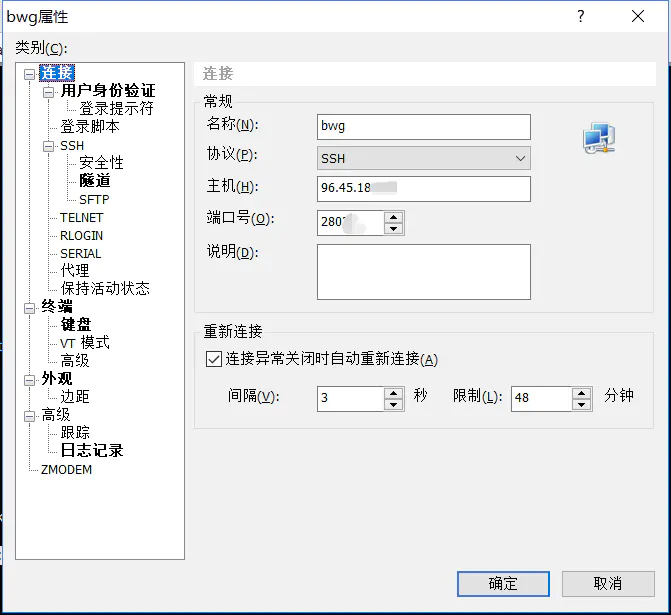 bwg属性
?
类别(C):
连接
用户身份验证
登录提示符
登录脚本
SSH
安全性
隧道
SFTP
TELNET
RLOGIN
SERIAL
代理
保持活动状态
终端
键盘
VT 模式
高级
外观
边距
高级
跟踪
日志记录
ZMODEM
连接
常规
名称(N): bwg
协议(P): SSH
主机(H): 96.45.18
端口号(O): 280
说明(D):
重新连接
连接异常关闭时自动重新连接(A)
间隔(V): 3 秒 限制(L): 48 分钟
确定 取消